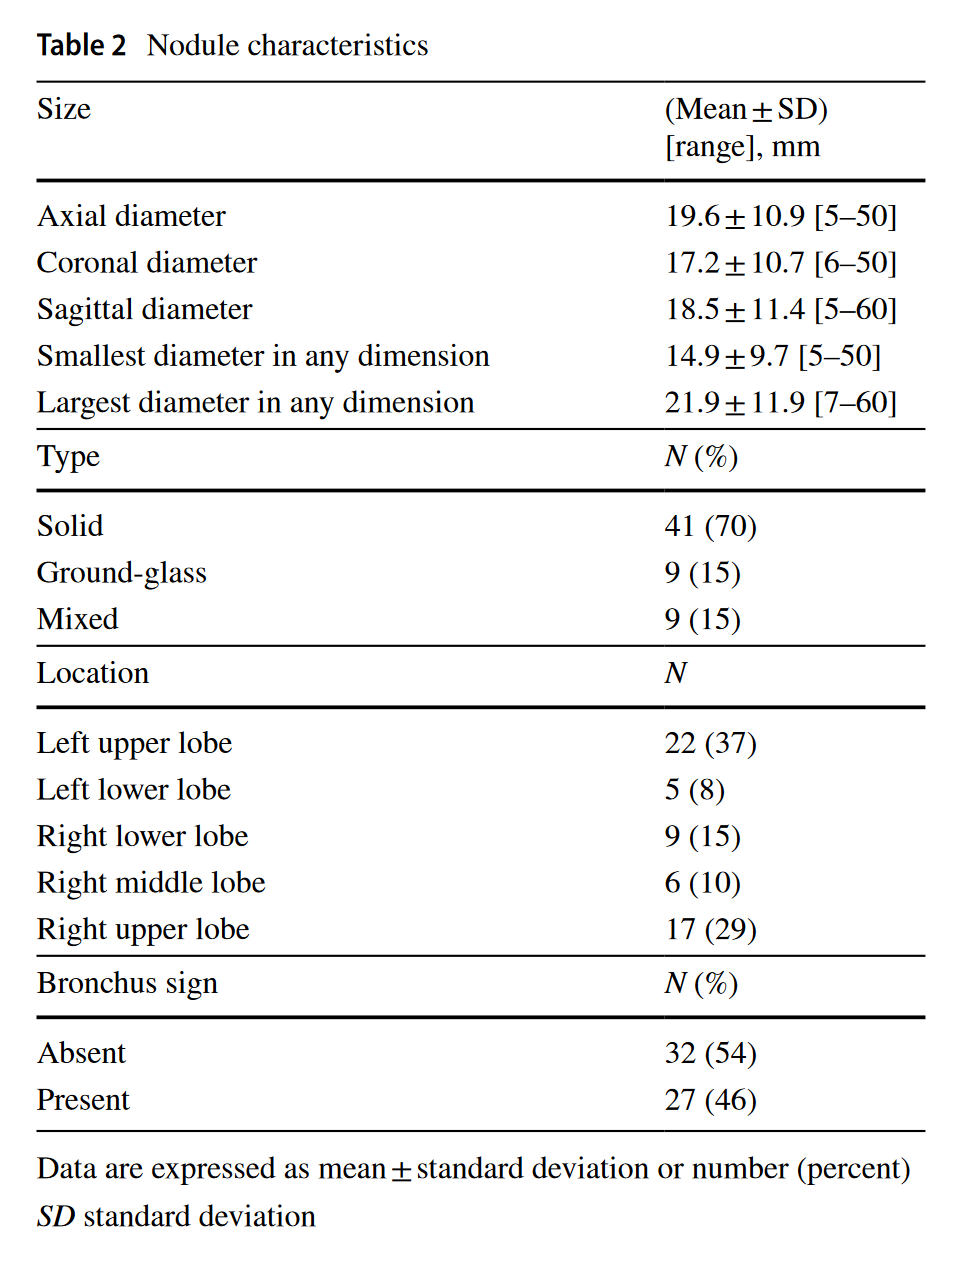 Table 2 Nodule characteristics
Size (Mean ± SD)
[range], mm
Axial diameter 19.6 ± 10.9 [5–50]
Coronal diameter 17.2 ± 10.7 [6–50]
Sagittal diameter 18.5 ± 11.4 [5–60]
Smallest diameter in any dimension 14.9 ± 9.7 [5–50]
Largest diameter in any dimension 21.9 ± 11.9 [7–60]
Type N (%)
Solid 41 (70)
Ground-glass 9 (15)
Mixed 9 (15)
Location N
Left upper lobe 22 (37)
Left lower lobe 5 (8)
Right lower lobe 9 (15)
Right middle lobe 6 (10)
Right upper lobe 17 (29)
Bronchus sign N (%)
Absent 32 (54)
Present 27 (46)
Data are expressed as mean ± standard deviation or number (percent)
SD standard deviation